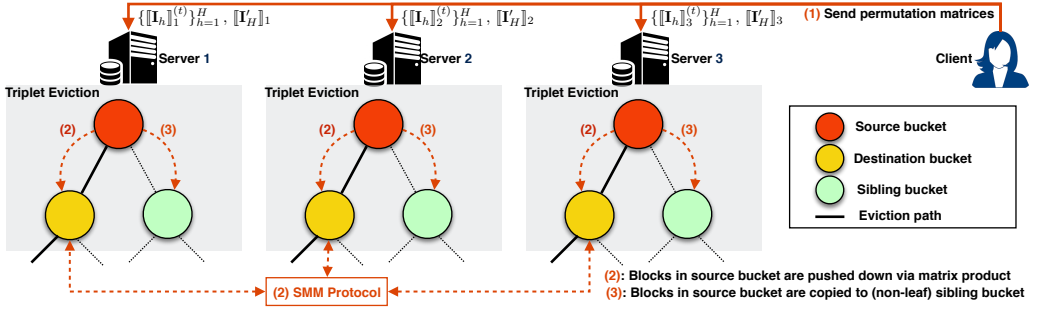 {⟦I_h⟧_1^{(t)}}_{h=1}^H, ⟦I'_H⟧_1
{⟦I_h⟧_2^{(t)}}_{h=1}^H, ⟦I'_H⟧_2
{⟦I_h⟧_3^{(t)}}_{h=1}^H, ⟦I'_H⟧_3
(1) Send permutation matrices
Server 1
Server 2
Server 3
Client
Triplet Eviction
Triplet Eviction
Triplet Eviction
(2)
(3)
(2)
(3)
(2)
(3)
Source bucket
Destination bucket
Sibling bucket
Eviction path
(2) SMM Protocol
(2): Blocks in source bucket are pushed down via matrix product
(3): Blocks in source bucket are copied to (non-leaf) sibling bucket